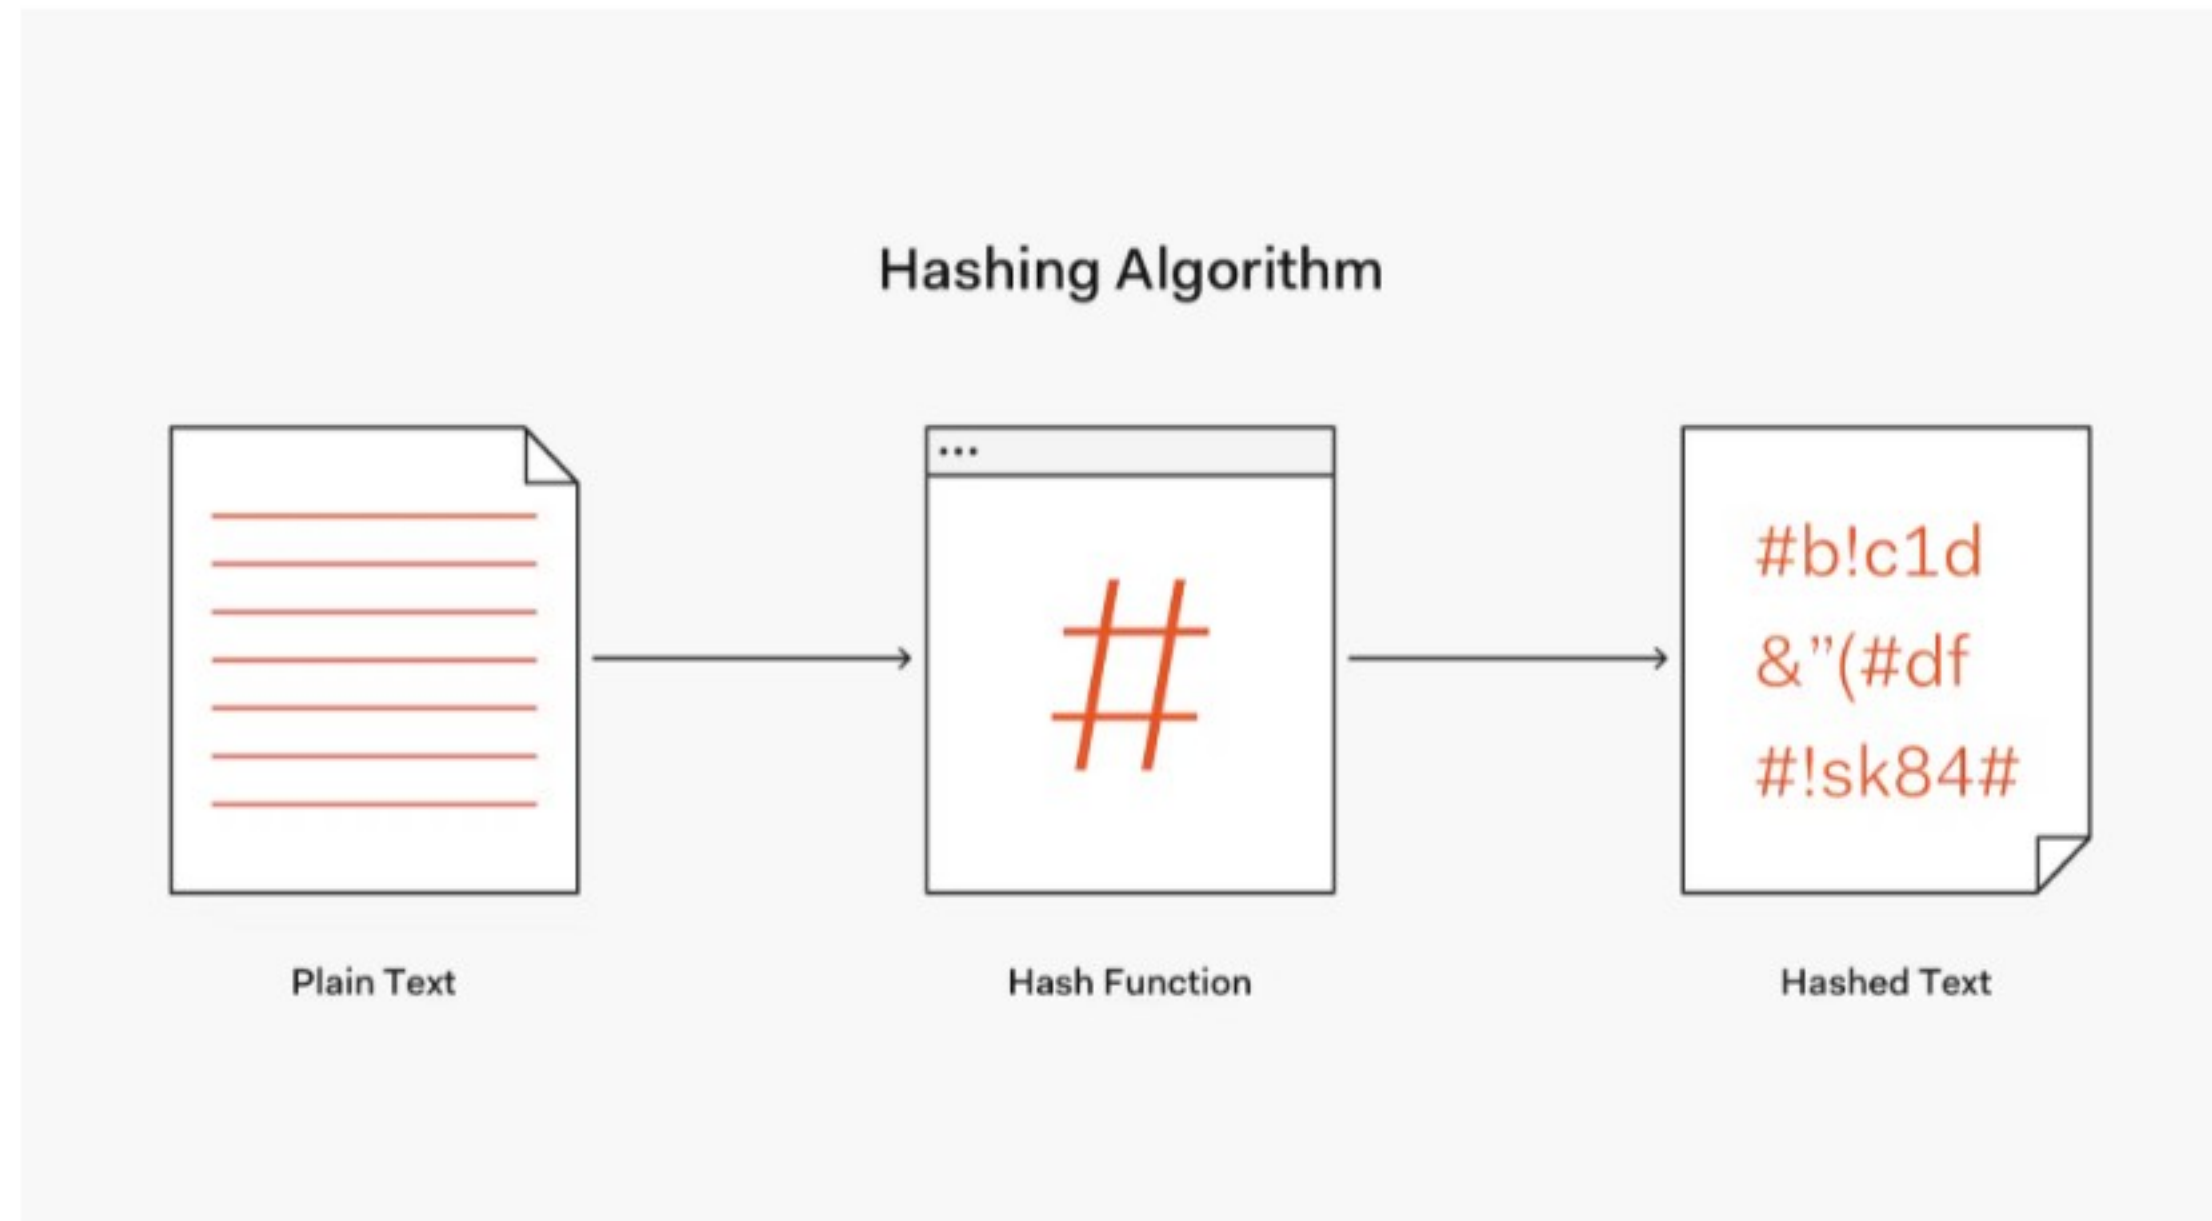 Hashing Algorithm
#
#b!c1d
&”(#df
#!sk84#
Plain Text
Hash Function
Hashed Text